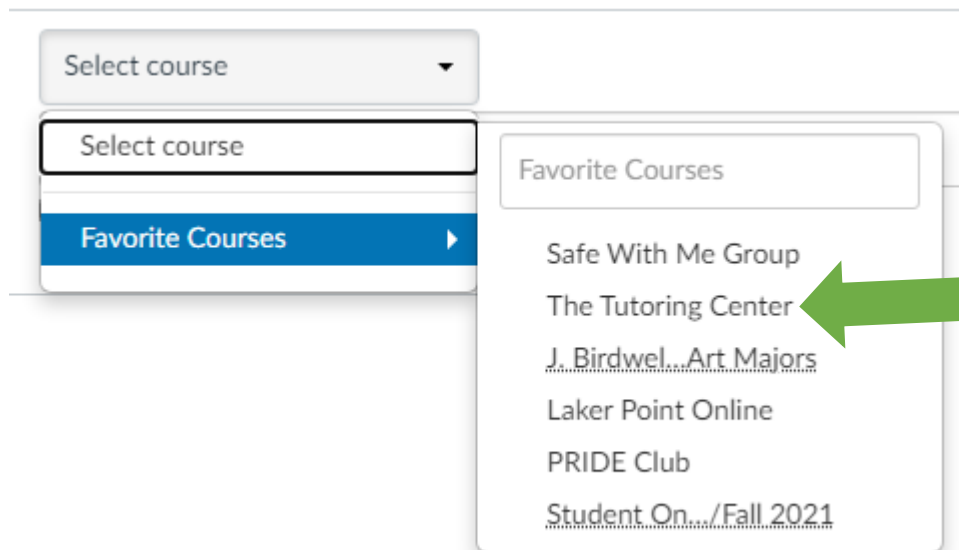 Select course
Select course
Favorite Courses
Favorite Courses
Safe With Me Group
The Tutoring Center
J. Birdwel...Art Majors
Laker Point Online
PRIDE Club
Student On.../Fall 2021